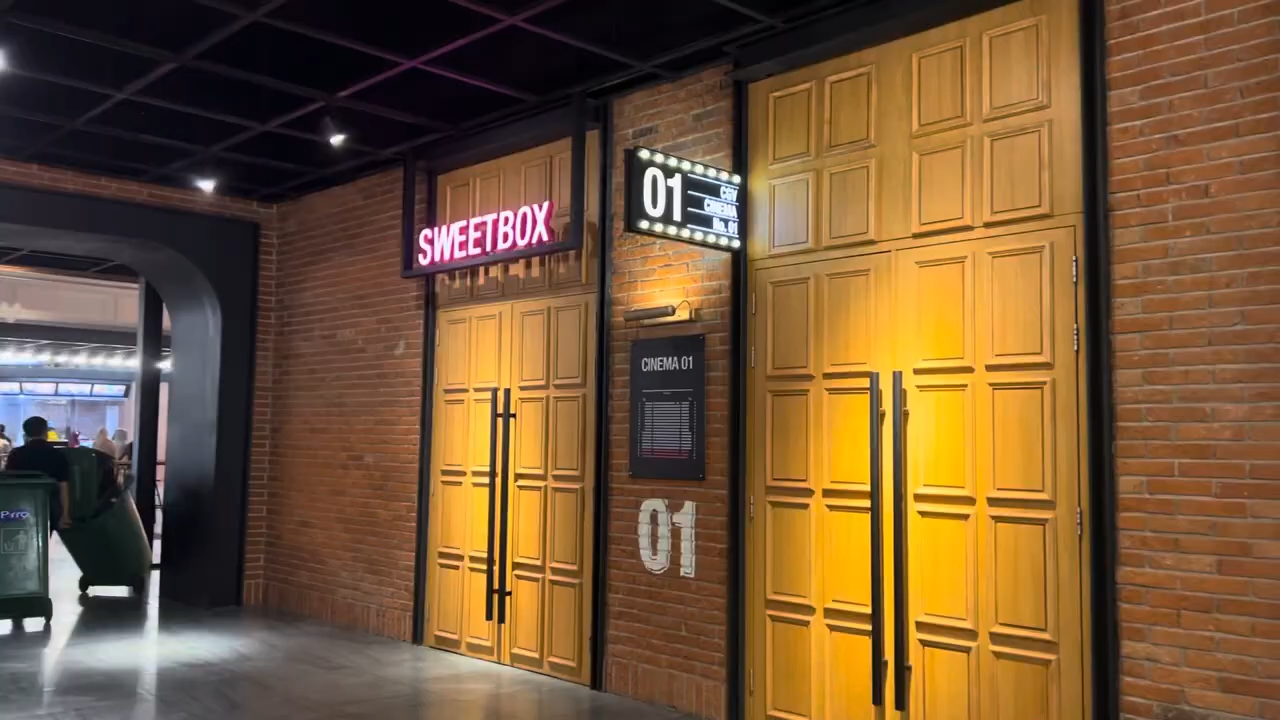 SWEETBOX
01
CGV
CINEMA
No. 01
CINEMA 01
01